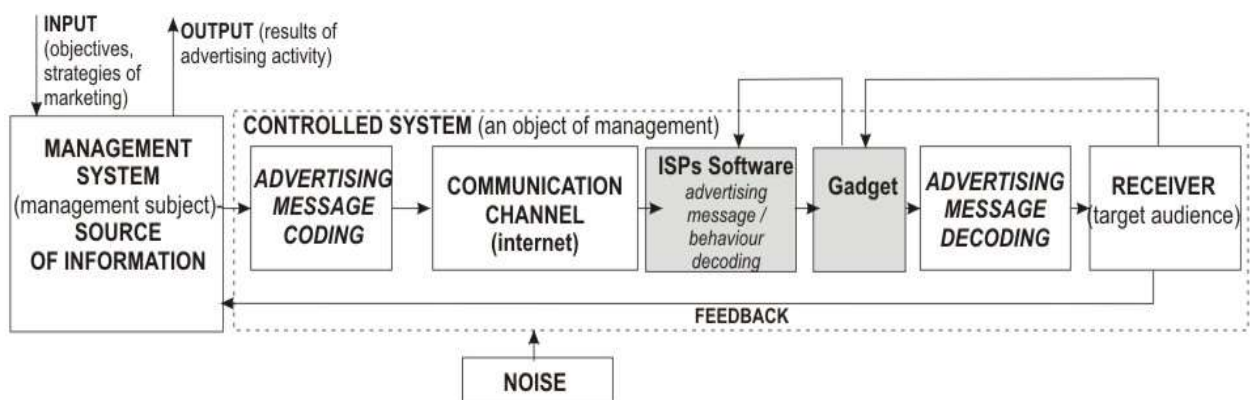 INPUT
(objectives,
strategies of
marketing)
OUTPUT (results of
advertising activity)
MANAGEMENT
SYSTEM
(management subject)
SOURCE
OF INFORMATION
CONTROLLED SYSTEM (an object of management)
ADVERTISING
MESSAGE
CODING
COMMUNICATION
CHANNEL
(internet)
ISPs Software
advertising
message /
behaviour
decoding
Gadget
ADVERTISING
MESSAGE
DECODING
RECEIVER
(target audience)
FEEDBACK
NOISE